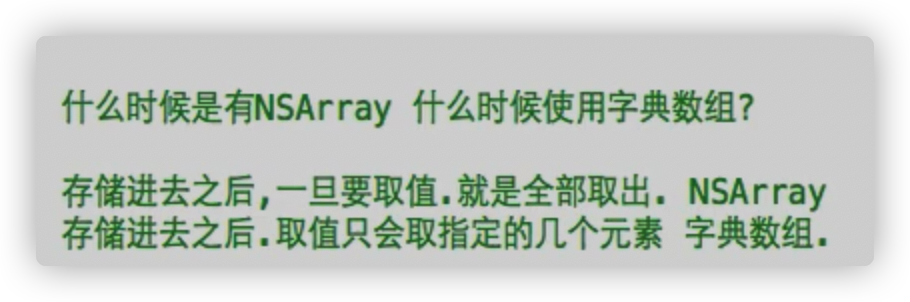 什么时候是有NSArray 什么时候使用字典数组?
存储进去之后,一旦要取值.就是全部取出. NSArray
存储进去之后.取值只会取指定的几个元素 字典数组.